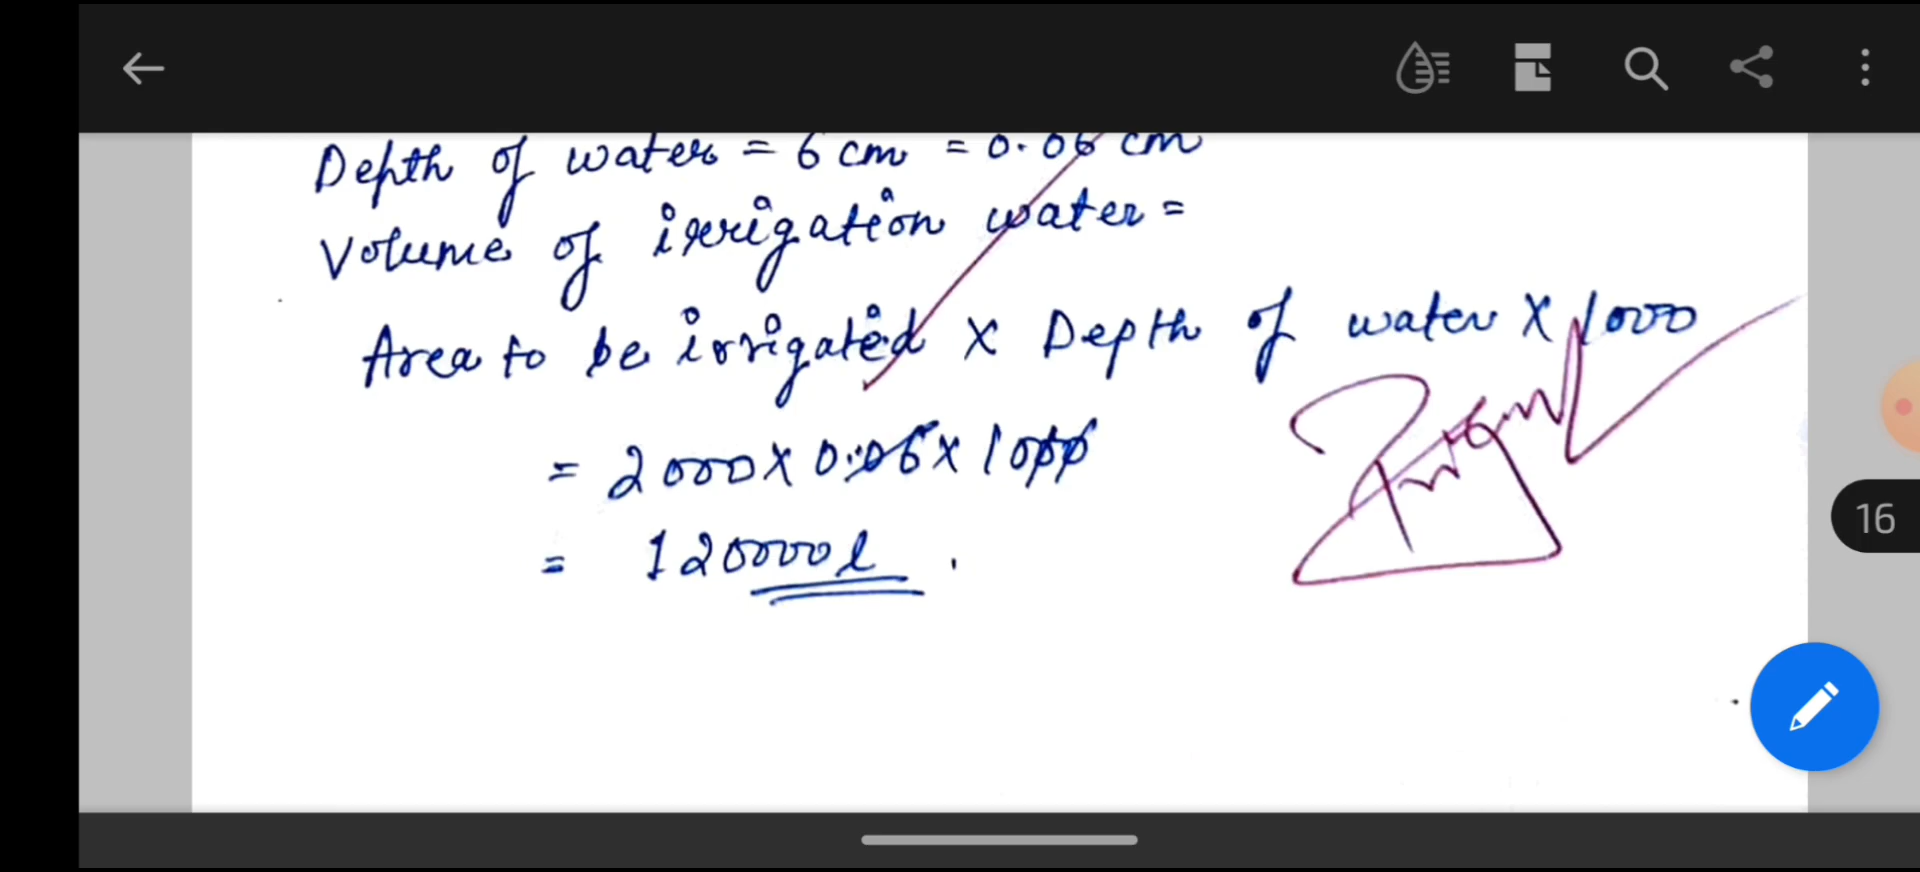 Depth of water = 6 cm = 0.06 cm
Volume of irrigation water =
Area to be irrigated X Depth of water X 1000
= 2000 X 0.06 X 1000
= 120000 l
16